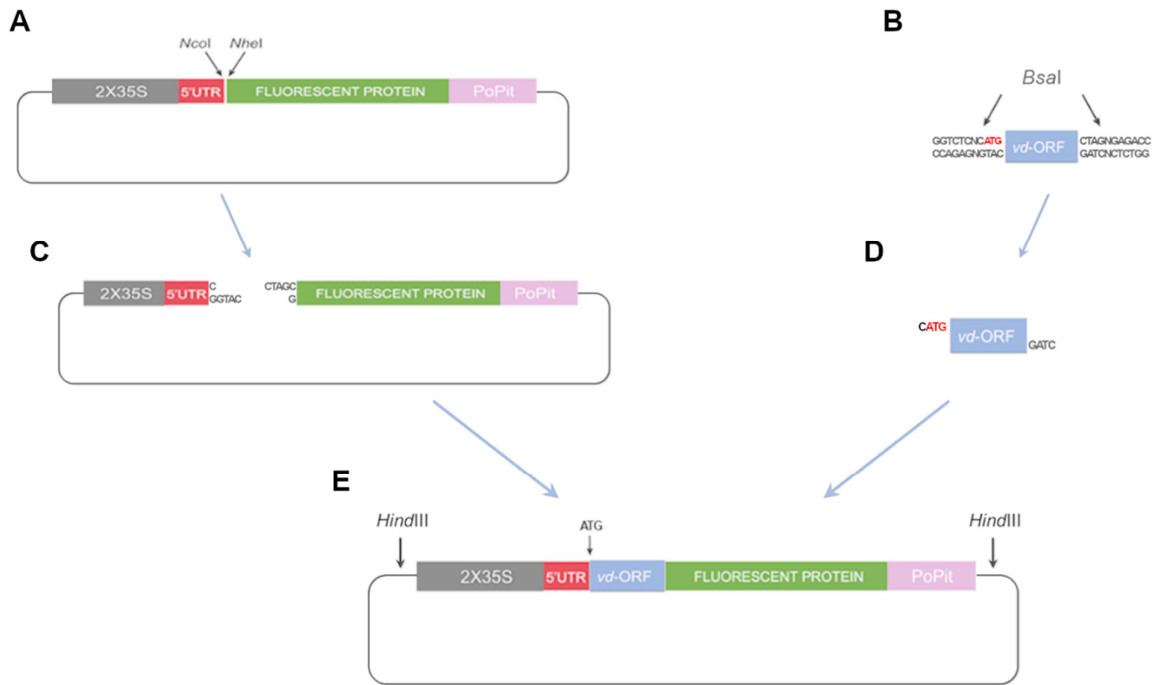 A
NcoI NheI
2X35S 5'UTR FLUORESCENT PROTEIN PoPit
B
BsaI
GGTCTCNCATG vd-ORF CTAGNGAGACC
CCAGAGNGTAC GATCNCTCTGG
C
2X35S 5'UTR C CTAGC FLUORESCENT PROTEIN PoPit
GGTAC G
D
CATG vd-ORF GATC
E
HindIII ATG HindIII
2X35S 5'UTR vd-ORF FLUORESCENT PROTEIN PoPit